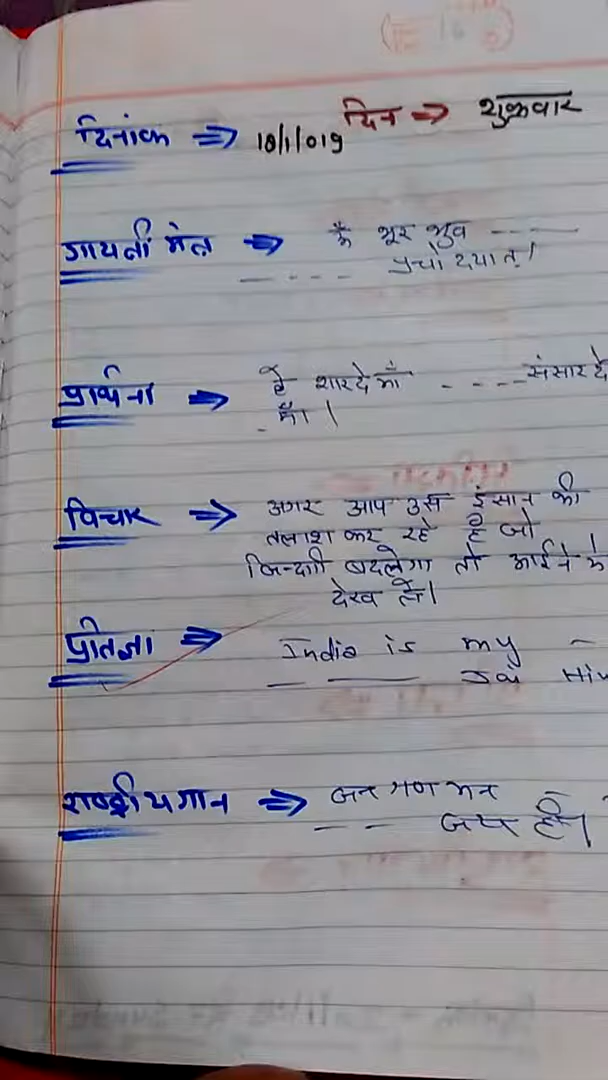 दिनांक ⇒ 18/1/019 दिन ⇒ शुक्रवार
गायत्री मंत्र ⇒ ॐ भूर भुव -----
- - - - - प्रचोदयात्।
प्रार्थना ⇒ हे शारदे माँ - - - - संसार दे
- माँ।
विचार ⇒ अगर आप उस इंसान की
तलाश कर रहे हैं जो
जिन्दगी बदलेगा तो आईने मे
देख लें।
प्रतिज्ञा ⇒ India is my -
-- ---- Jai Hin
राष्ट्रीयगान ⇒ जन गण मन -
-- -- जय हे।